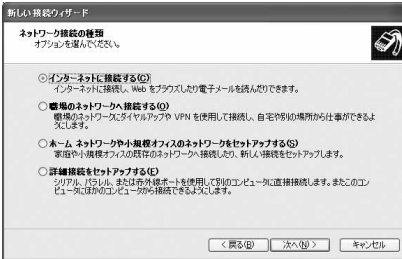 新しい接続ウィザード
ネットワーク接続の種類
オプションを選んでください。
インターネットに接続する(C)
インターネットに接続し、Web をブラウズしたり電子メールを読んだりできます。
職場のネットワークへ接続する(O)
職場のネットワークにダイヤルアップや VPN を使用して接続し、自宅や別の場所から仕事ができるよ
うにします。
ホーム ネットワークや小規模オフィスのネットワークをセットアップする(S)
家庭や小規模オフィスの既存のネットワークへ接続したり、新しい接続をセットアップします。
詳細接続をセットアップする(E)
シリアル、パラレル、または赤外線ポートを使用して別のコンピュータに直接接続します。またこのコン
ピュータにほかのコンピュータから接続できるようにします。
< 戻る(B)
次へ(N) >
キャンセル